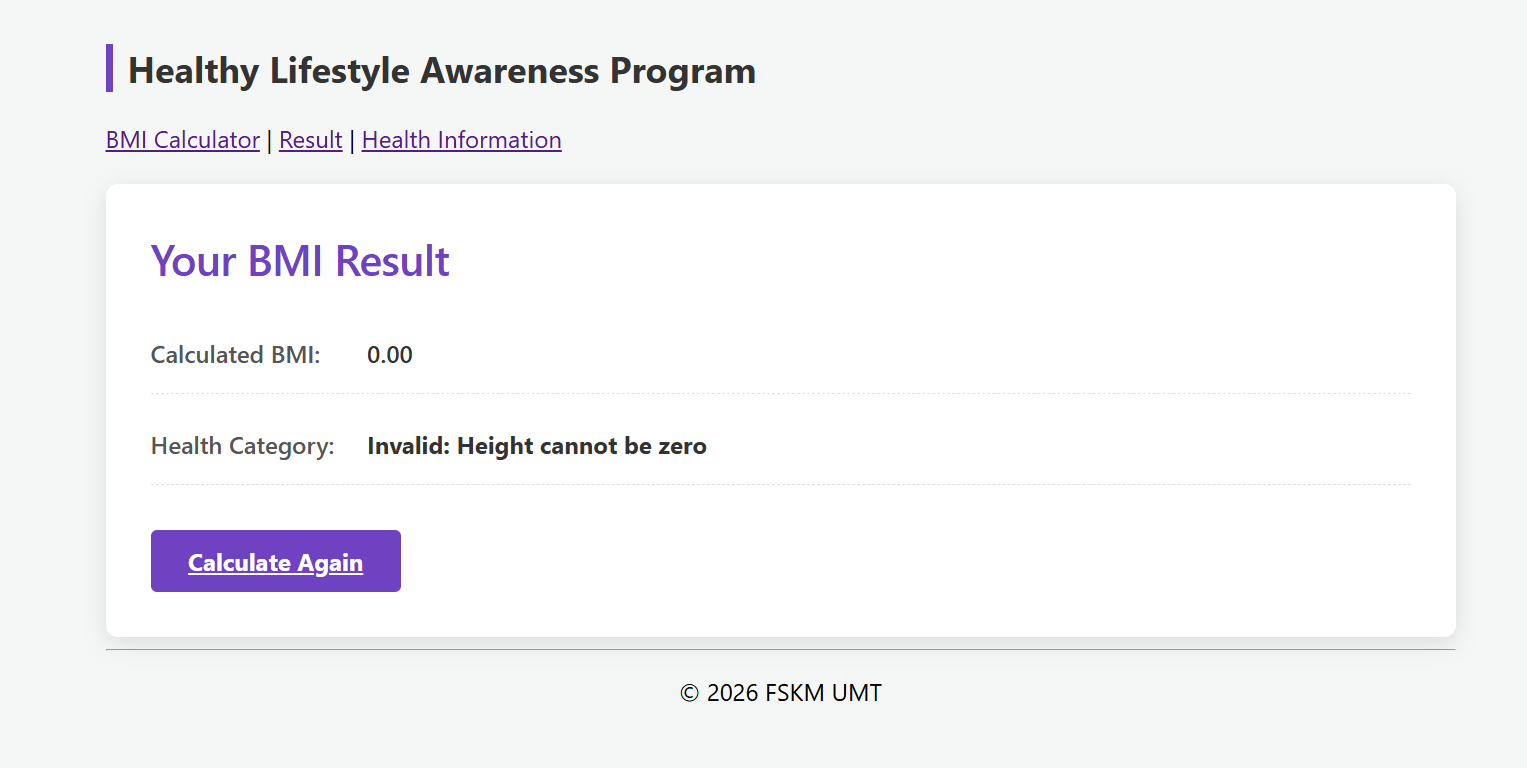 Healthy Lifestyle Awareness Program
BMI Calculator | Result | Health Information
Your BMI Result
Calculated BMI: 0.00
Health Category: Invalid: Height cannot be zero
Calculate Again
© 2026 FSKM UMT